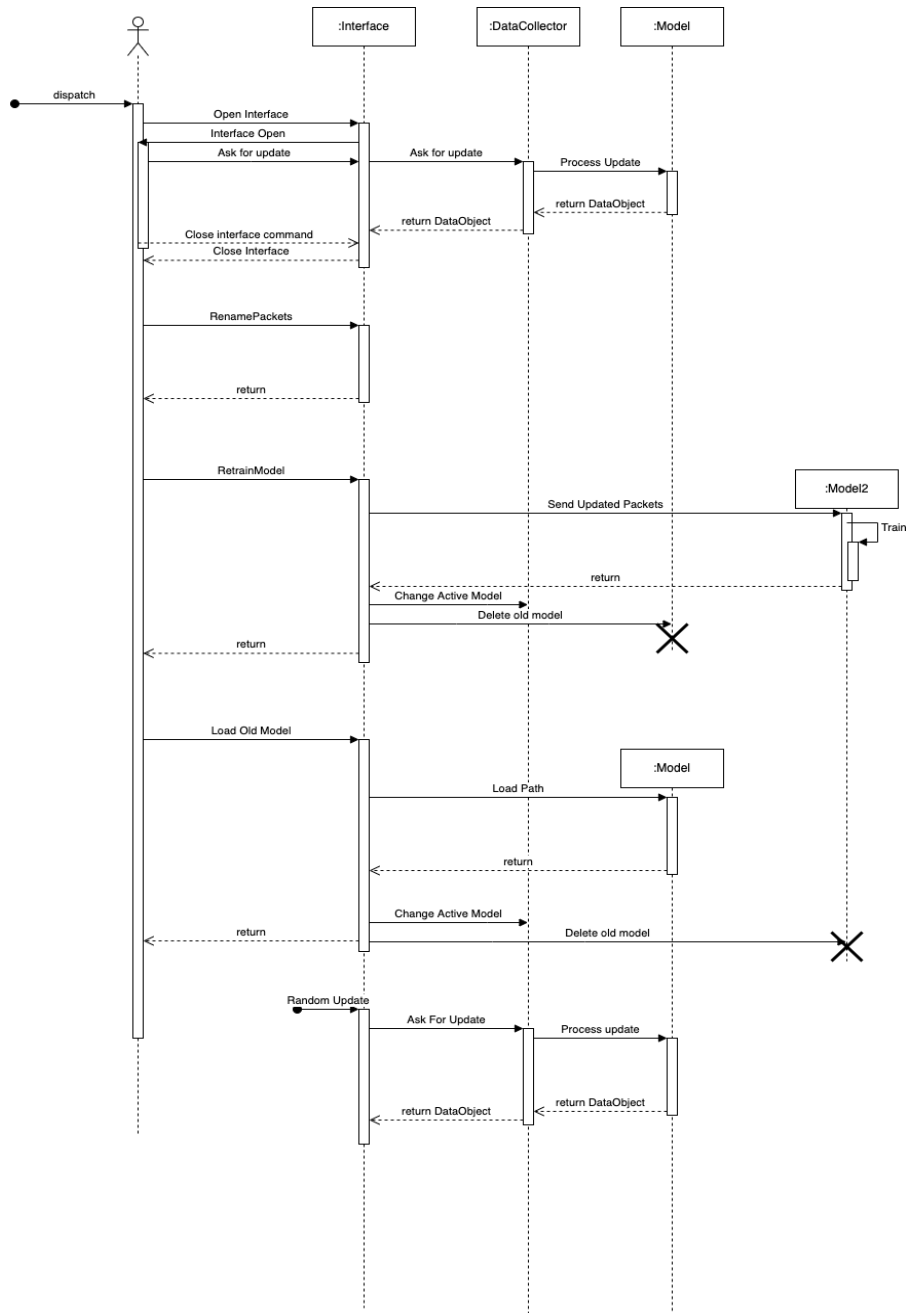 :Interface
:DataCollector
:Model
dispatch
Open Interface
Interface Open
Ask for update
Ask for update
Process Update
return DataObject
return DataObject
Close interface command
Close Interface
RenamePackets
return
RetrainModel
:Model2
Send Updated Packets
Train
return
Change Active Model
Delete old model
return
Load Old Model
:Model
Load Path
return
Change Active Model
return
Delete old model
Random Update
Ask For Update
Process update
return DataObject
return DataObject